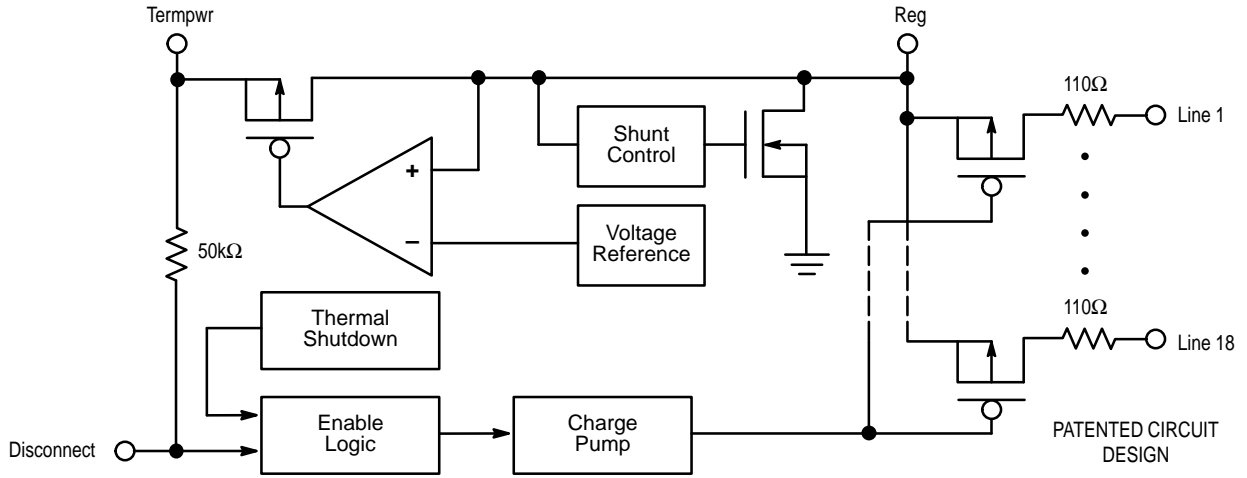 Termpwr
Reg
110Ω
Line 1
Shunt
Control
+
−
50kΩ
Voltage
Reference
Thermal
Shutdown
110Ω
Line 18
Enable
Logic
Charge
Pump
Disconnect
PATENTED CIRCUIT
DESIGN